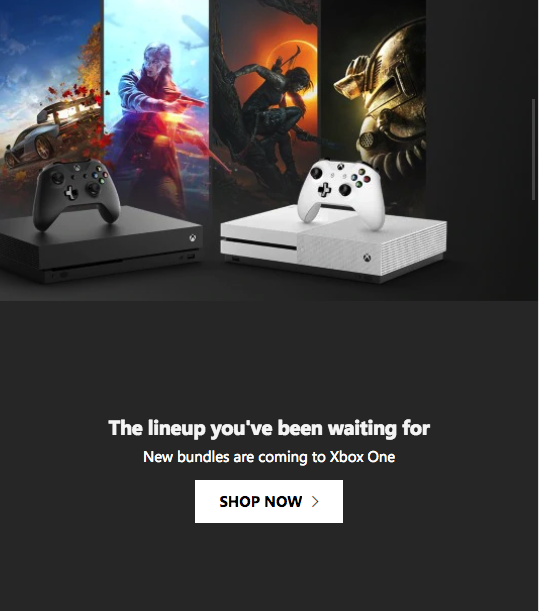 The lineup you've been waiting for
New bundles are coming to Xbox One
SHOP NOW